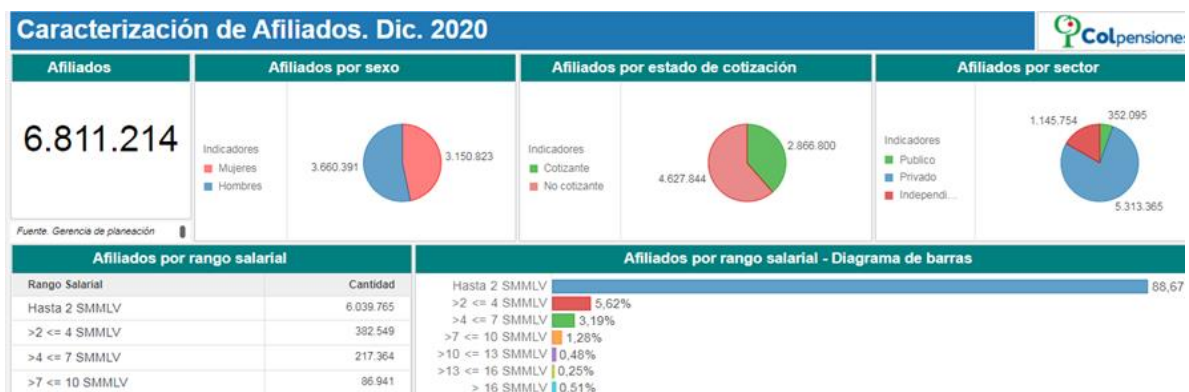 Caracterización de Afiliados. Dic. 2020
Colpensiones
Afiliados
6.811.214
Fuente. Gerencia de planeación
Afiliados por sexo
Indicadores
Mujeres
Hombres
3.660.391
3.150.823
Afiliados por estado de cotización
Indicadores
Cotizante
No cotizante
2.866.800
4.627.844
Afiliados por sector
Indicadores
Publico
Privado
Independi...
1.145.754
352.095
5.313.365
Afiliados por rango salarial
Rango Salarial Cantidad
Hasta 2 SMMLV 6.039.765
>2 <= 4 SMMLV 382.549
>4 <= 7 SMMLV 217.364
>7 <= 10 SMMLV 86.941
Afiliados por rango salarial - Diagrama de barras
Hasta 2 SMMLV 88,67
>2 <= 4 SMMLV 5,62%
>4 <= 7 SMMLV 3,19%
>7 <= 10 SMMLV 1,28%
>10 <= 13 SMMLV 0,48%
>13 <= 16 SMMLV 0,25%
> 16 SMMLV 0,51%